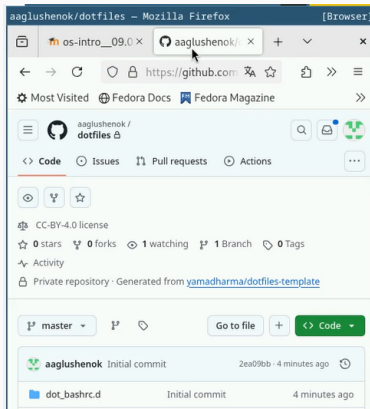 aaglushenok/dotfiles — Mozilla Firefox [Browser]
os-intro__09.0 aaglushenok/
https://github.com
Most Visited Fedora Docs Fedora Magazine
aaglushenok /
dotfiles
Code Issues Pull requests Actions
CC-BY-4.0 license
0 stars 0 forks 1 watching 1 Branch 0 Tags
Activity
Private repository · Generated from yamadharma/dotfiles-template
master Go to file Code
aaglushenok Initial commit 2ea09bb · 4 minutes ago
dot_bashrc.d Initial commit 4 minutes ago